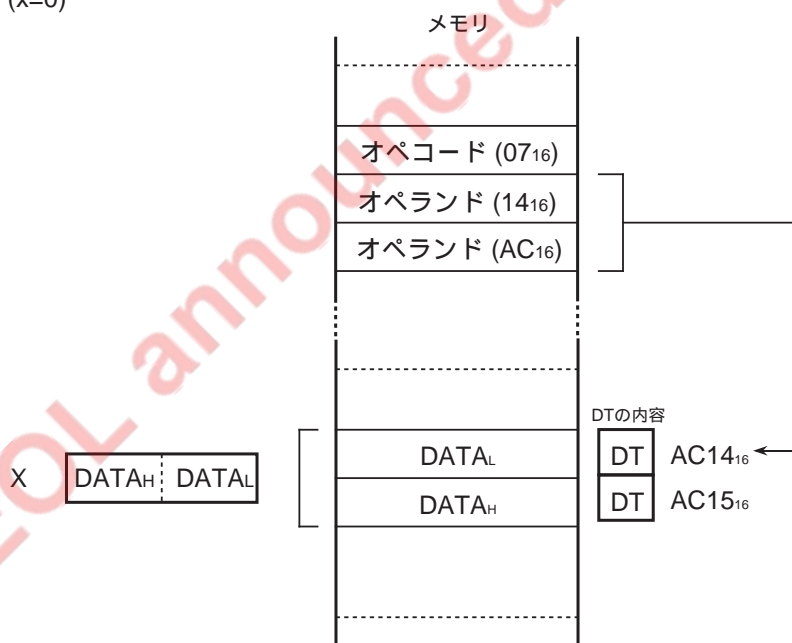 (x=0)
メモリ
オペコード (07₁₆)
オペランド (14₁₆)
オペランド (AC₁₆)
DTの内容
DATAL
DT AC14₁₆
X DATAH DATAL
DATAH
DT AC15₁₆
EOL announced